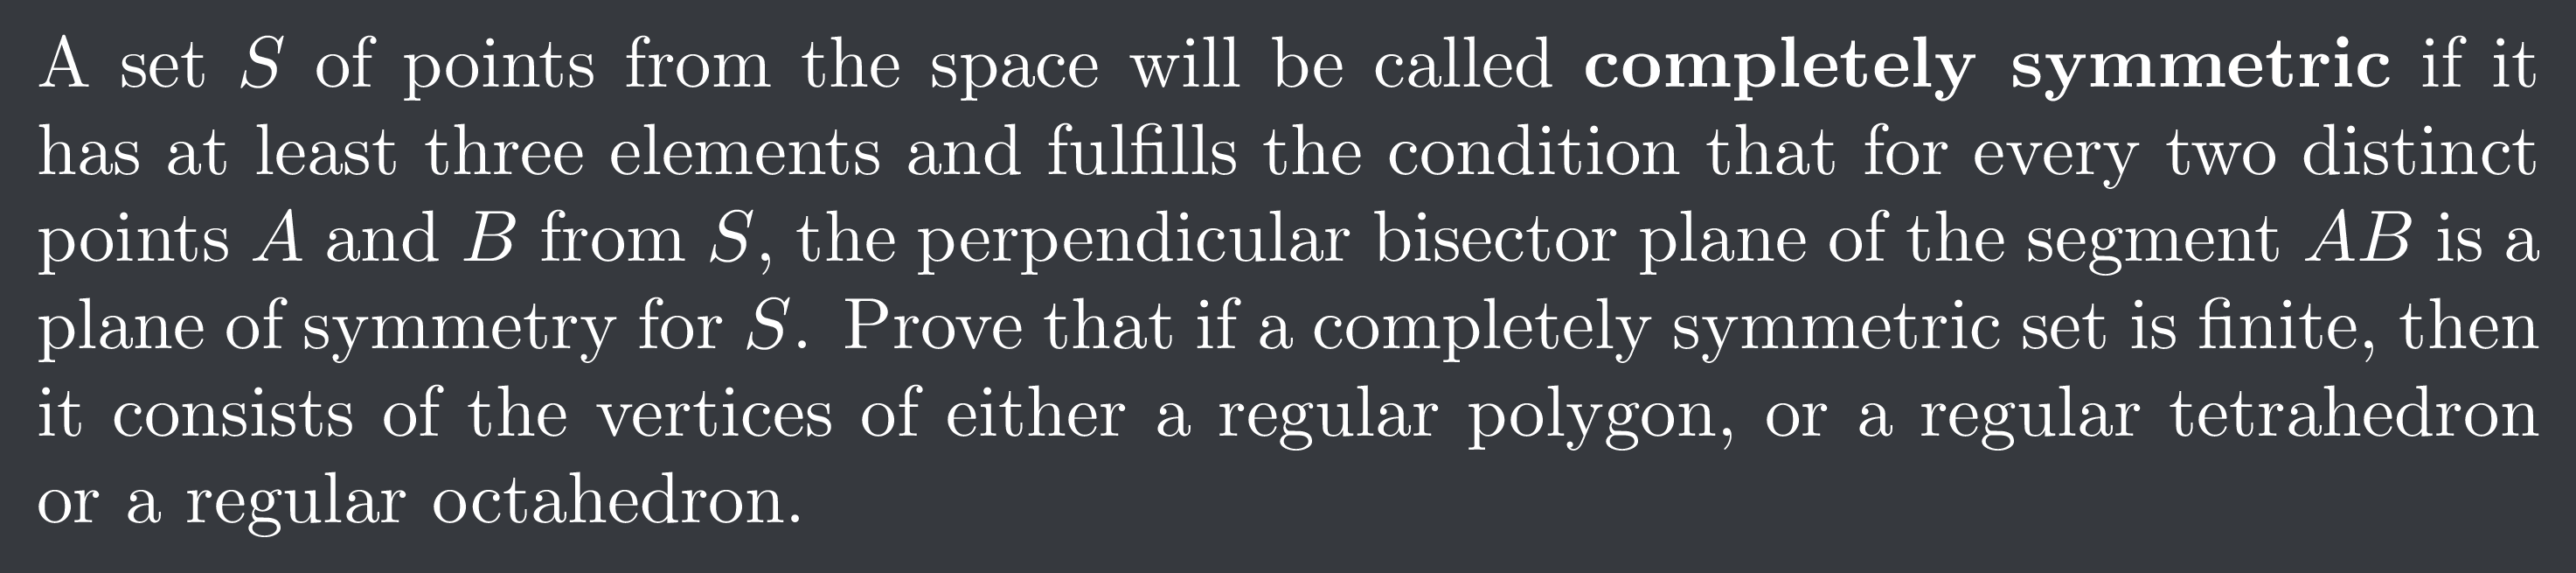 A set S of points from the space will be called completely symmetric if it
has at least three elements and fulfills the condition that for every two distinct
points A and B from S, the perpendicular bisector plane of the segment AB is a
plane of symmetry for S. Prove that if a completely symmetric set is finite, then
it consists of the vertices of either a regular polygon, or a regular tetrahedron
or a regular octahedron.